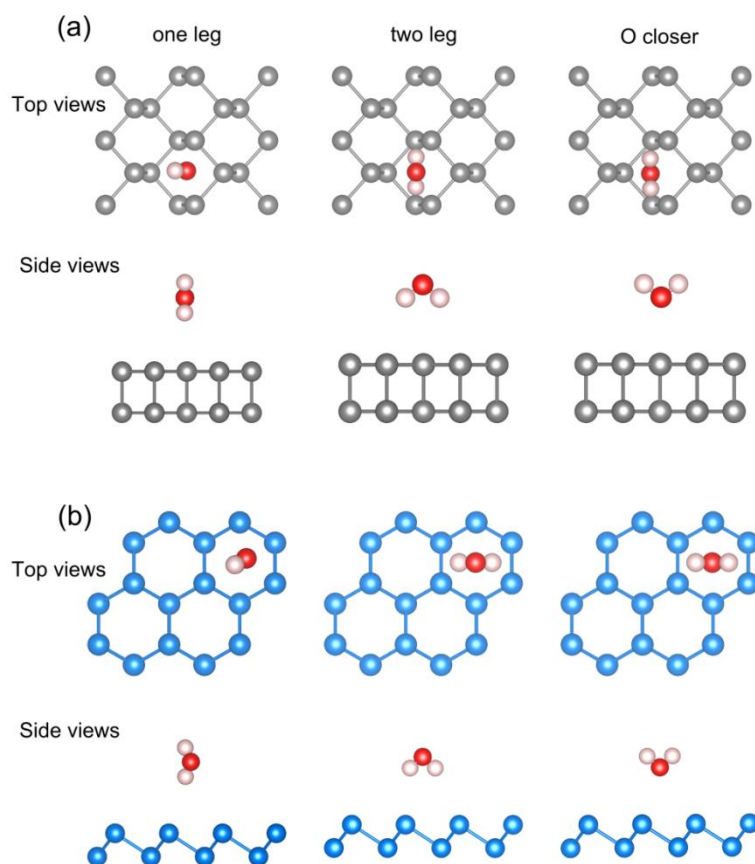 (a)
one leg
two leg
O closer
Top views
Side views
(b)
Top views
Side views